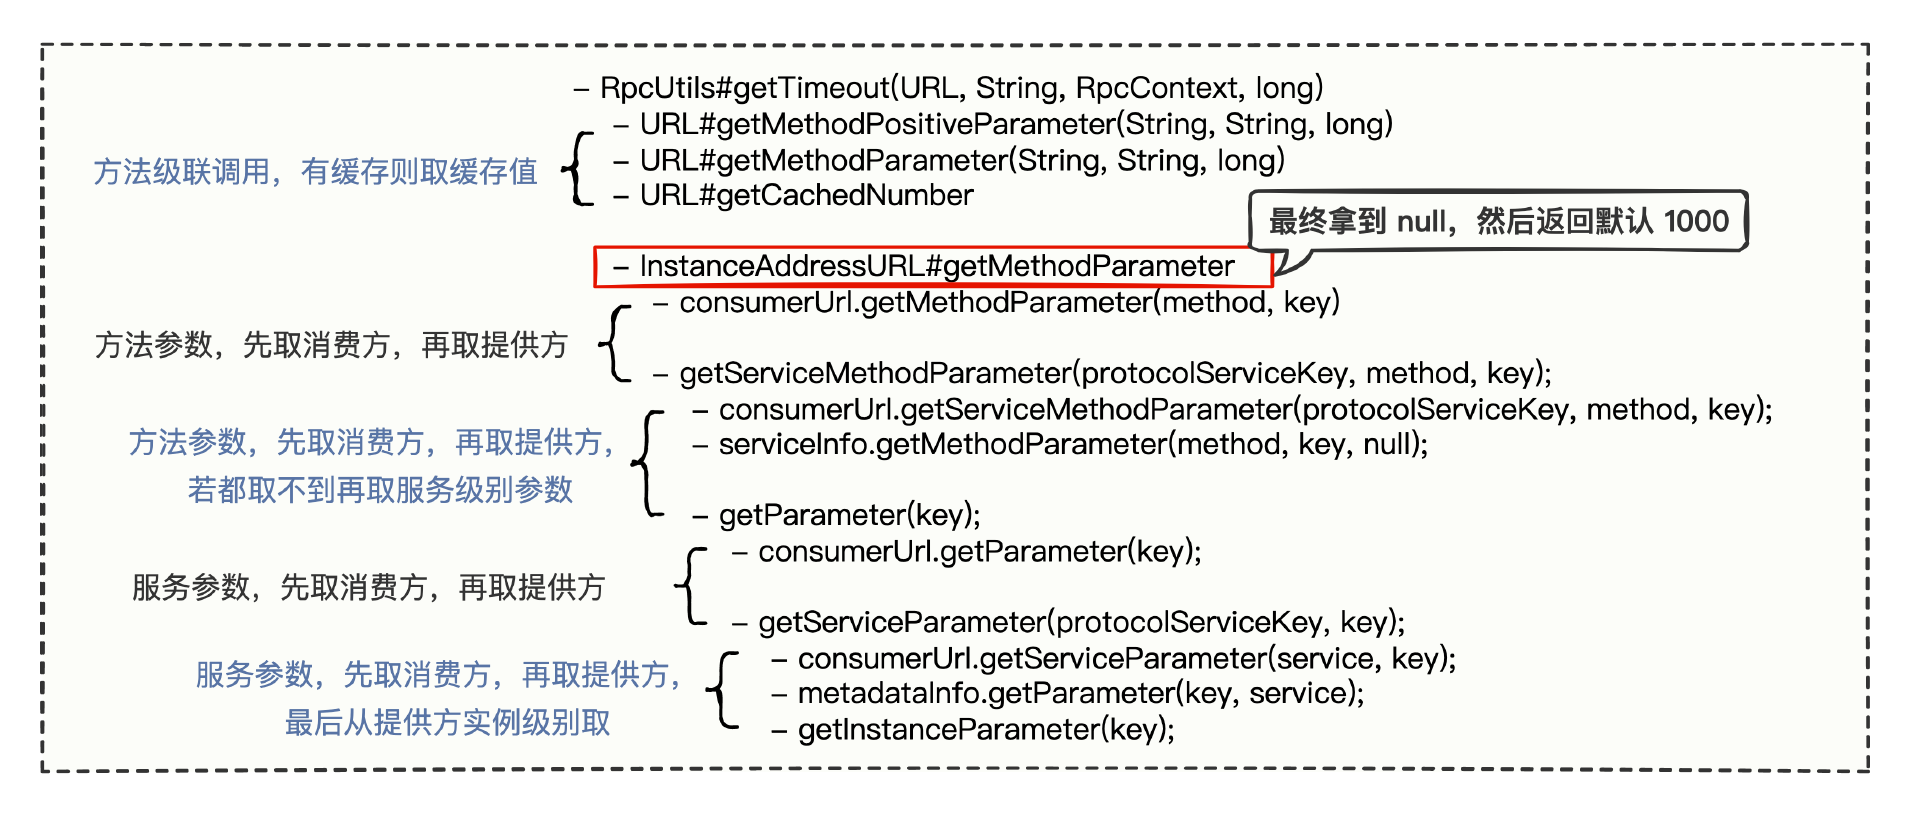 – RpcUtils#getTimeout(URL, String, RpcContext, long)
– URL#getMethodPositiveParameter(String, String, long)
– URL#getMethodParameter(String, String, long)
– URL#getCachedNumber
方法级联调用，有缓存则取缓存值
最终拿到 null，然后返回默认 1000
– InstanceAddressURL#getMethodParameter
– consumerUrl.getMethodParameter(method, key)
方法参数，先取消费方，再取提供方
– getServiceMethodParameter(protocolServiceKey, method, key);
– consumerUrl.getServiceMethodParameter(protocolServiceKey, method, key);
– serviceInfo.getMethodParameter(method, key, null);
方法参数，先取消费方，再取提供方，
若都取不到再取服务级别参数
– getParameter(key);
– consumerUrl.getParameter(key);
服务参数，先取消费方，再取提供方
– getServiceParameter(protocolServiceKey, key);
– consumerUrl.getServiceParameter(service, key);
– metadataInfo.getParameter(key, service);
– getInstanceParameter(key);
服务参数，先取消费方，再取提供方，
最后从提供方实例级别取